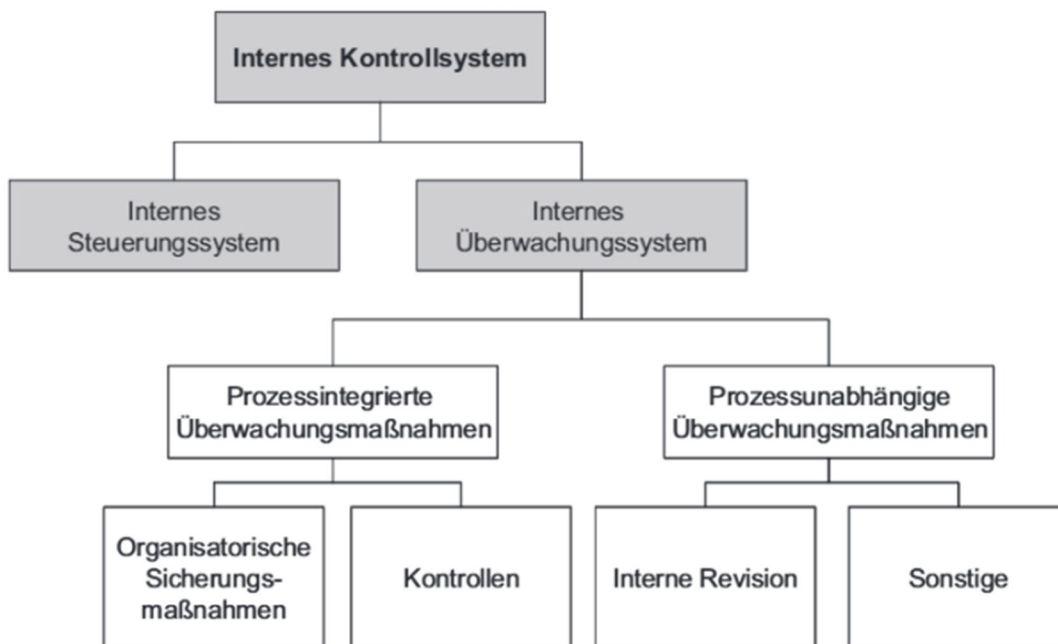 Internes Kontrollsystem
Internes
Steuerungssystem
Internes
Überwachungssystem
Prozessintegrierte
Überwachungsmaßnahmen
Prozessunabhängige
Überwachungsmaßnahmen
Organisatorische
Sicherungs-
maßnahmen
Kontrollen
Interne Revision
Sonstige